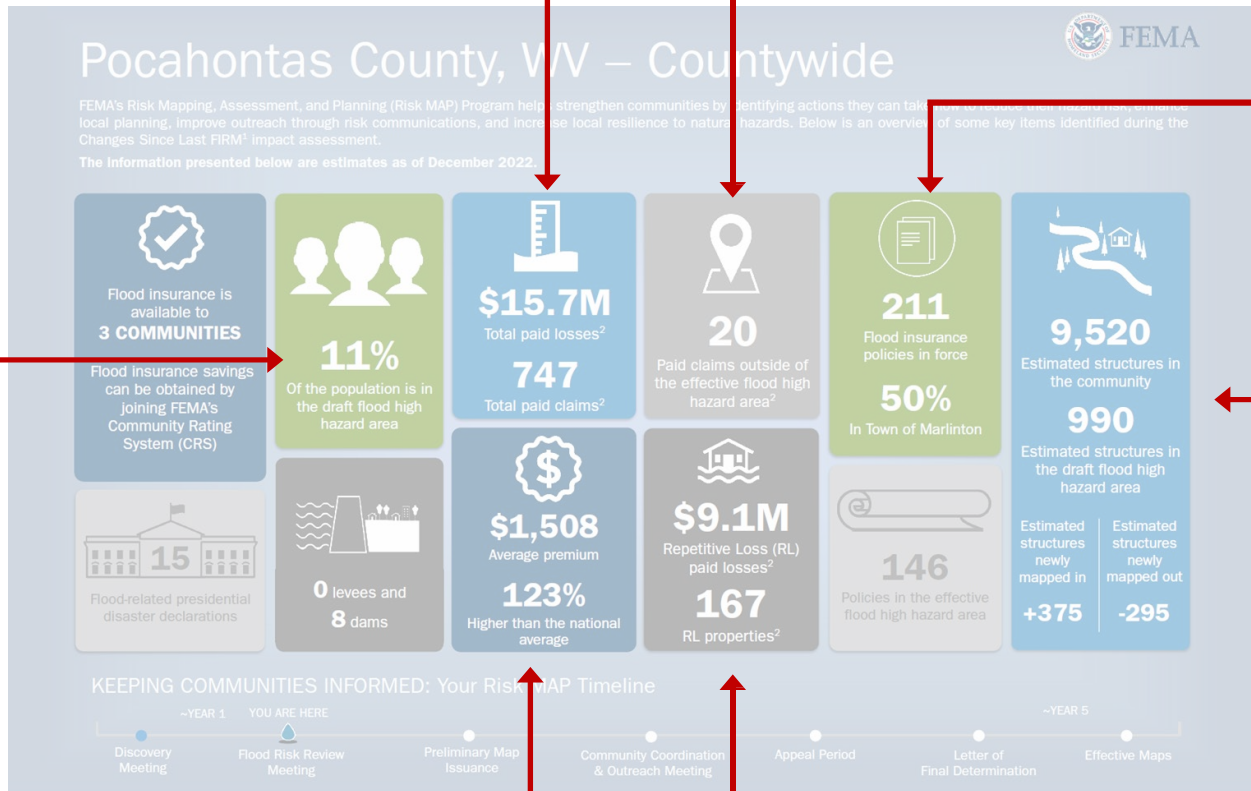 FEMA
Pocahontas County, WV – Countywide
FEMA's Risk Mapping, Assessment, and Planning (Risk MAP) Program helps strengthen communities by identifying actions they can take now to reduce their hazard risk, enhance
local planning, improve outreach through risk communications, and increase local resilience to natural hazards. Below is an overview of some key items identified during the
Changes Since Last FIRM¹ impact assessment.
The information presented below are estimates as of December 2022.
Flood insurance is
available to
3 COMMUNITIES
Flood insurance savings
can be obtained by
joining FEMA's
Community Rating
System (CRS)
15
Flood-related presidential
disaster declarations
11%
Of the population is in
the draft flood high
hazard area
0 levees and
8 dams
$15.7M
Total paid losses²
747
Total paid claims²
$1,508
Average premium
123%
Higher than the national
average
20
Paid claims outside of
the effective flood high
hazard area²
$9.1M
Repetitive Loss (RL)
paid losses²
167
RL properties²
211
Flood insurance
policies in force
50%
In Town of Marlinton
146
Policies in the effective
flood high hazard area
9,520
Estimated structures in
the community
990
Estimated structures in
the draft flood high
hazard area
Estimated
structures
newly
mapped in
+375
Estimated
structures
newly
mapped out
-295
KEEPING COMMUNITIES INFORMED: Your Risk MAP Timeline
~YEAR 1
YOU ARE HERE
~YEAR 5
Discovery
Meeting
Flood Risk Review
Meeting
Preliminary Map
Issuance
Community Coordination
& Outreach Meeting
Appeal Period
Letter of
Final Determination
Effective Maps